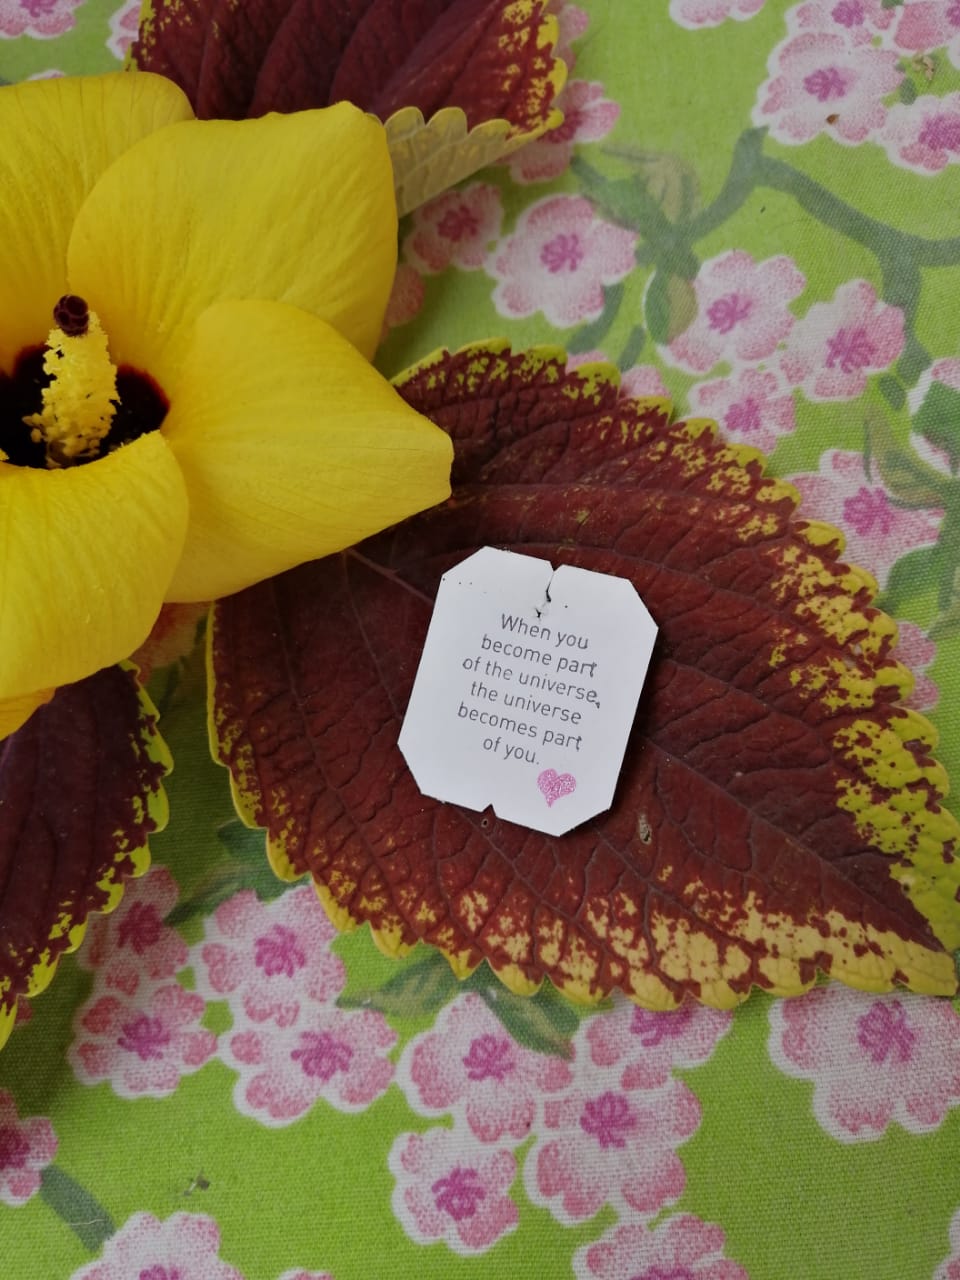 When you
become part
of the universe,
the universe
becomes part
of you.